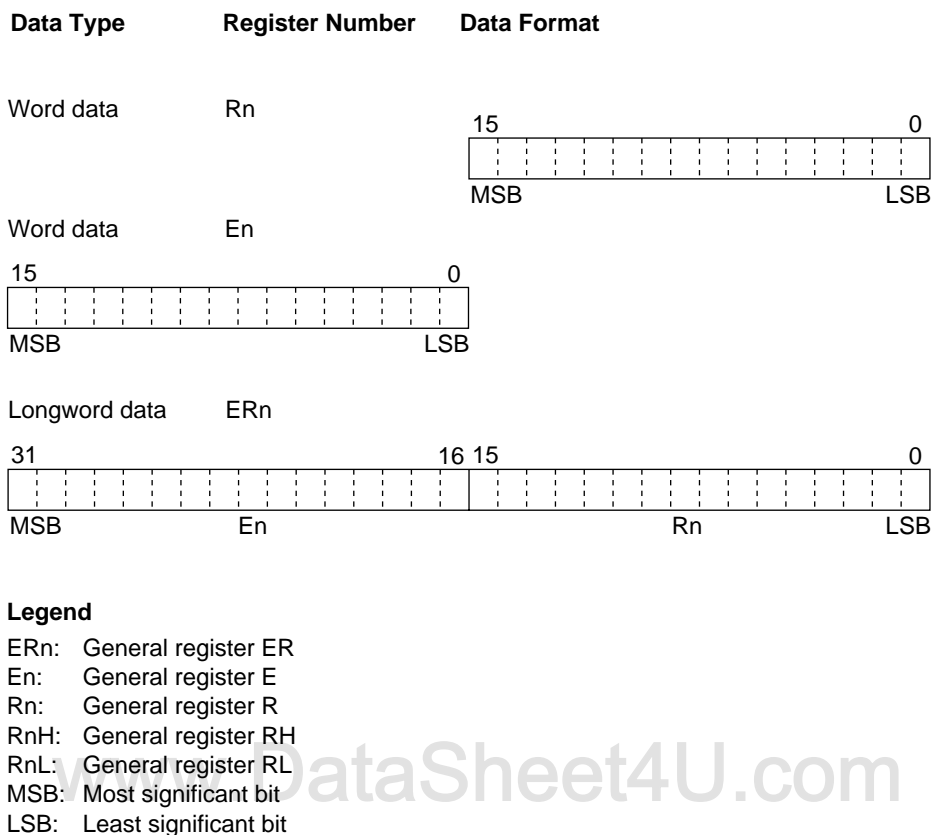 Data Type Register Number Data Format
Word data Rn
15 0
MSB LSB
Word data En
15 0
MSB LSB
Longword data ERn
31 16 15 0
MSB En Rn LSB
Legend
ERn: General register ER
En: General register E
Rn: General register R
RnH: General register RH
RnL: General register RL
MSB: Most significant bit
LSB: Least significant bit
www.DataSheet4U.com